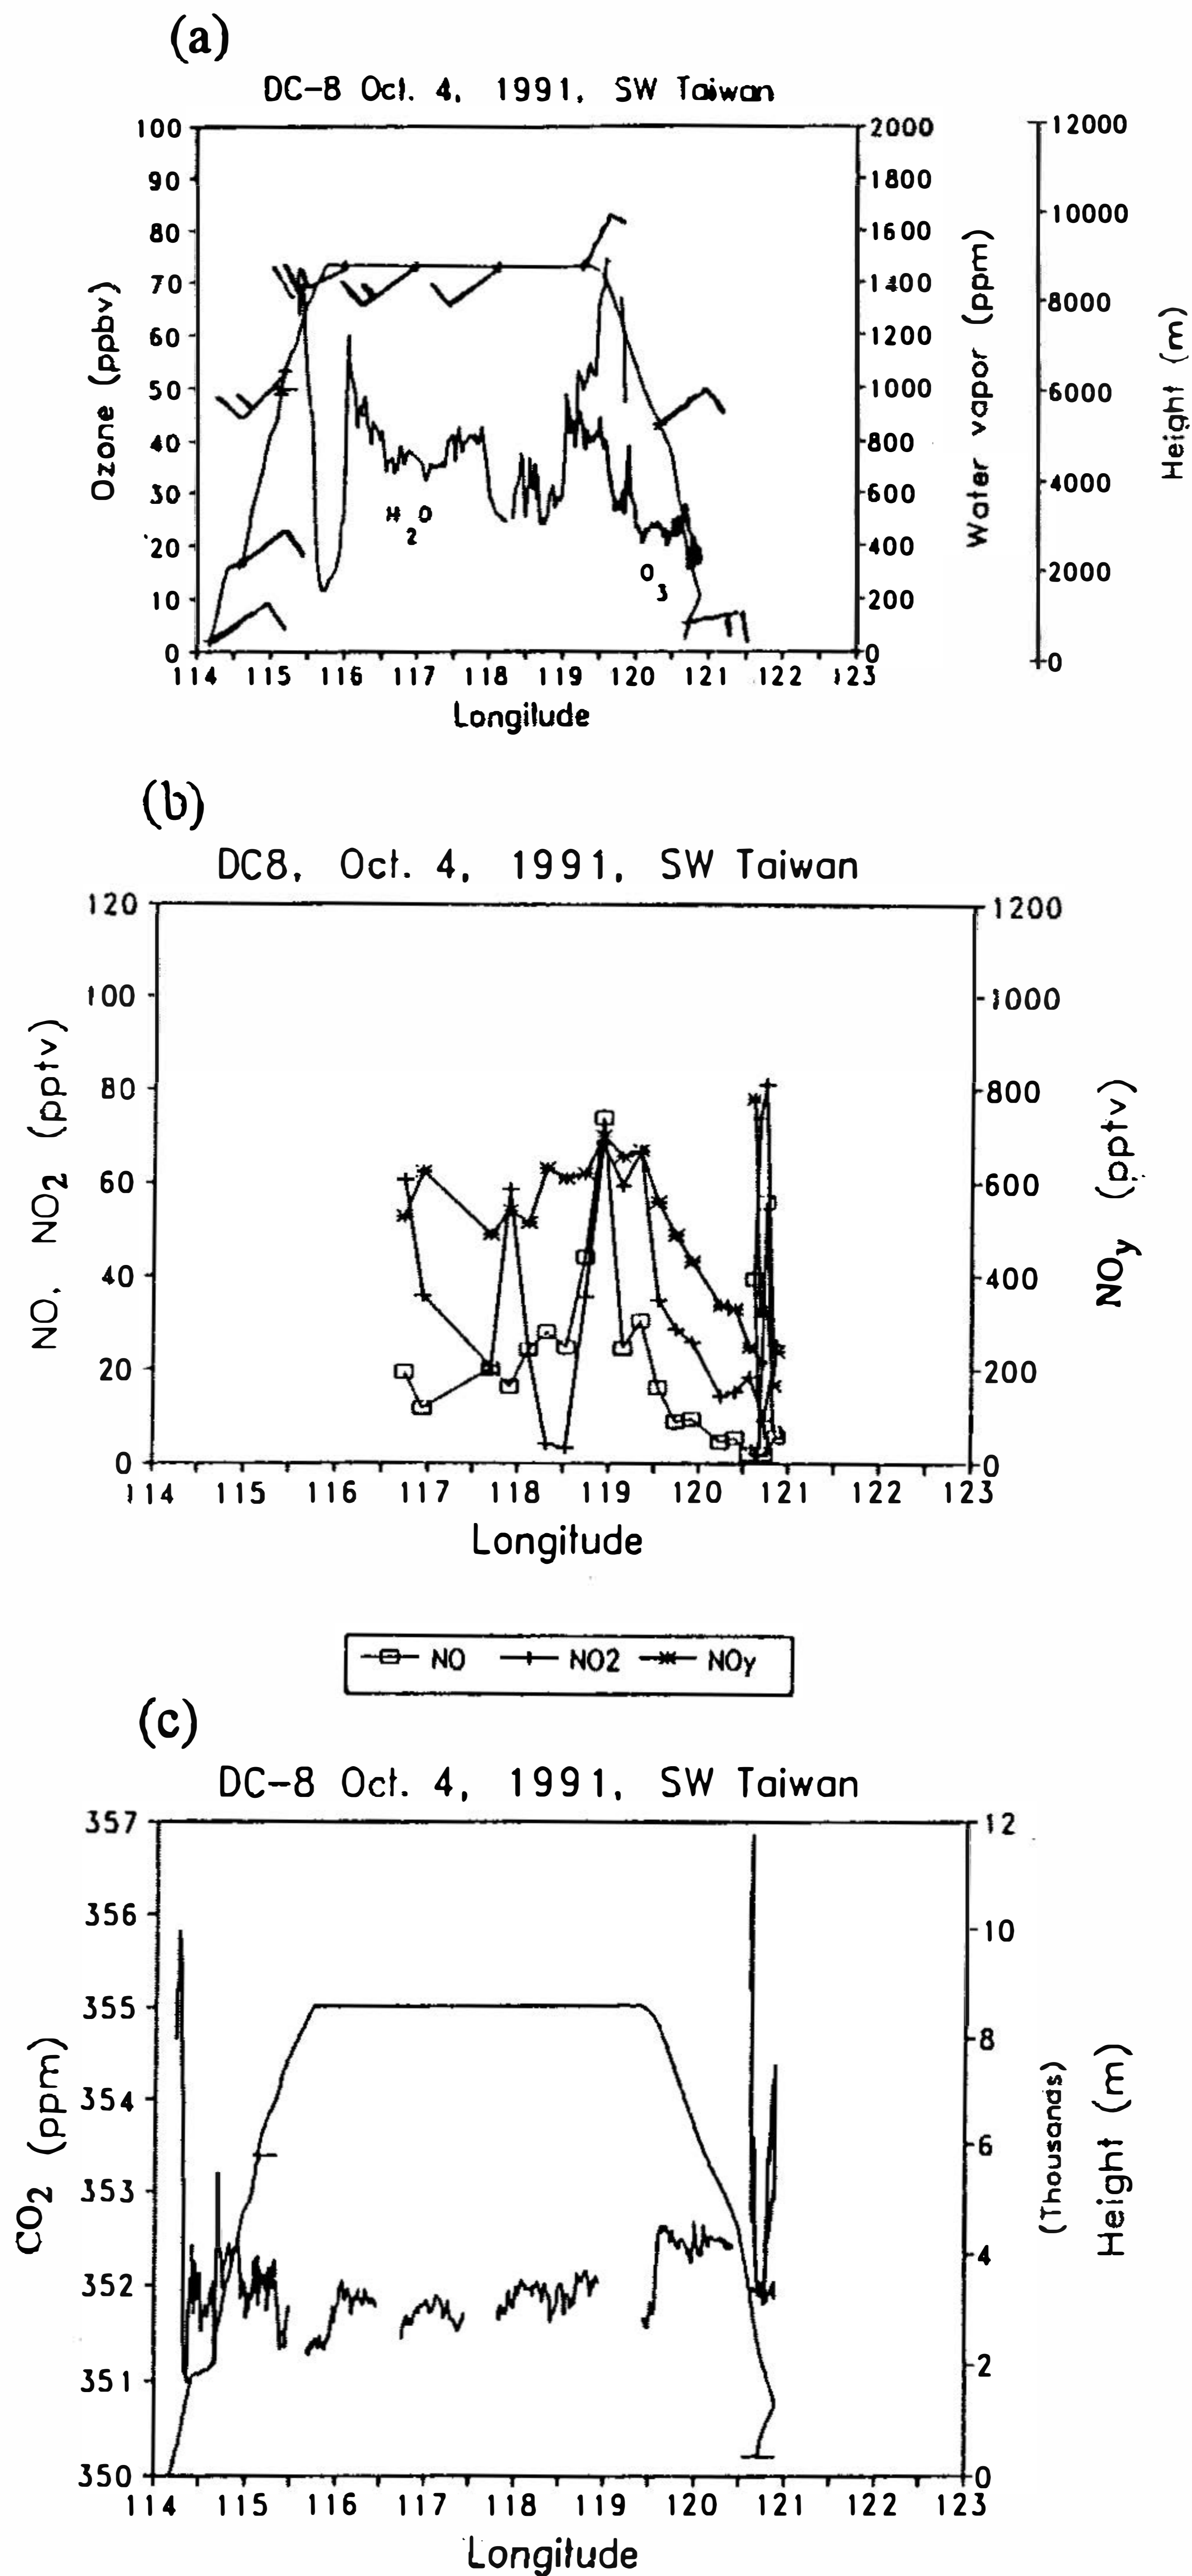 (a)
DC-8 Oct. 4, 1991, SW Taiwan
100
90
80
70
60
50
40
30
20
10
0
Ozone (ppbv)
2000
1800
1600
1400
1200
1000
800
600
400
200
0
Water vapor (ppm)
12000
10000
8000
6000
4000
2000
0
Height (m)
H2O
O3
114 115 116 117 118 119 120 121 122 123
Longitude
(b)
DC8, Oct. 4, 1991, SW Taiwan
120
100
80
60
40
20
0
NO, NO2 (pptv)
1200
1000
800
600
400
200
0
NOy (pptv)
114 115 116 117 118 119 120 121 122 123
Longitude
NO NO2 NOy
(c)
DC-8 Oct. 4, 1991, SW Taiwan
357
356
355
354
353
352
351
350
CO2 (ppm)
12
10
8
6
4
2
0
(Thousands)
Height (m)
114 115 116 117 118 119 120 121 122 123
Longitude